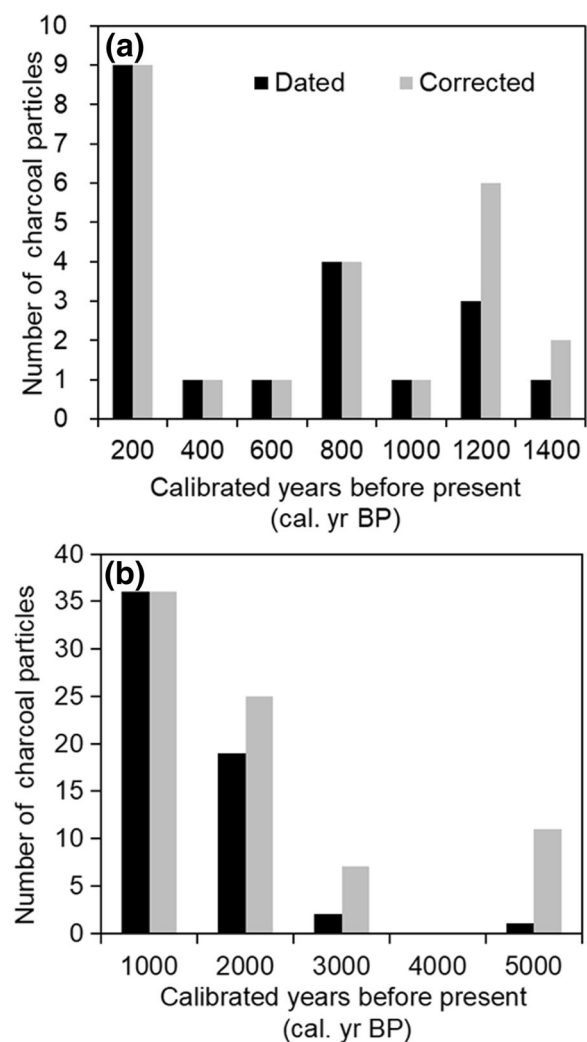 (a)
Dated Corrected
Number of charcoal particles
10
9
8
7
6
5
4
3
2
1
0
200 400 600 800 1000 1200 1400
Calibrated years before present
(cal. yr BP)
(b)
Number of charcoal particles
40
35
30
25
20
15
10
5
0
1000 2000 3000 4000 5000
Calibrated years before present
(cal. yr BP)